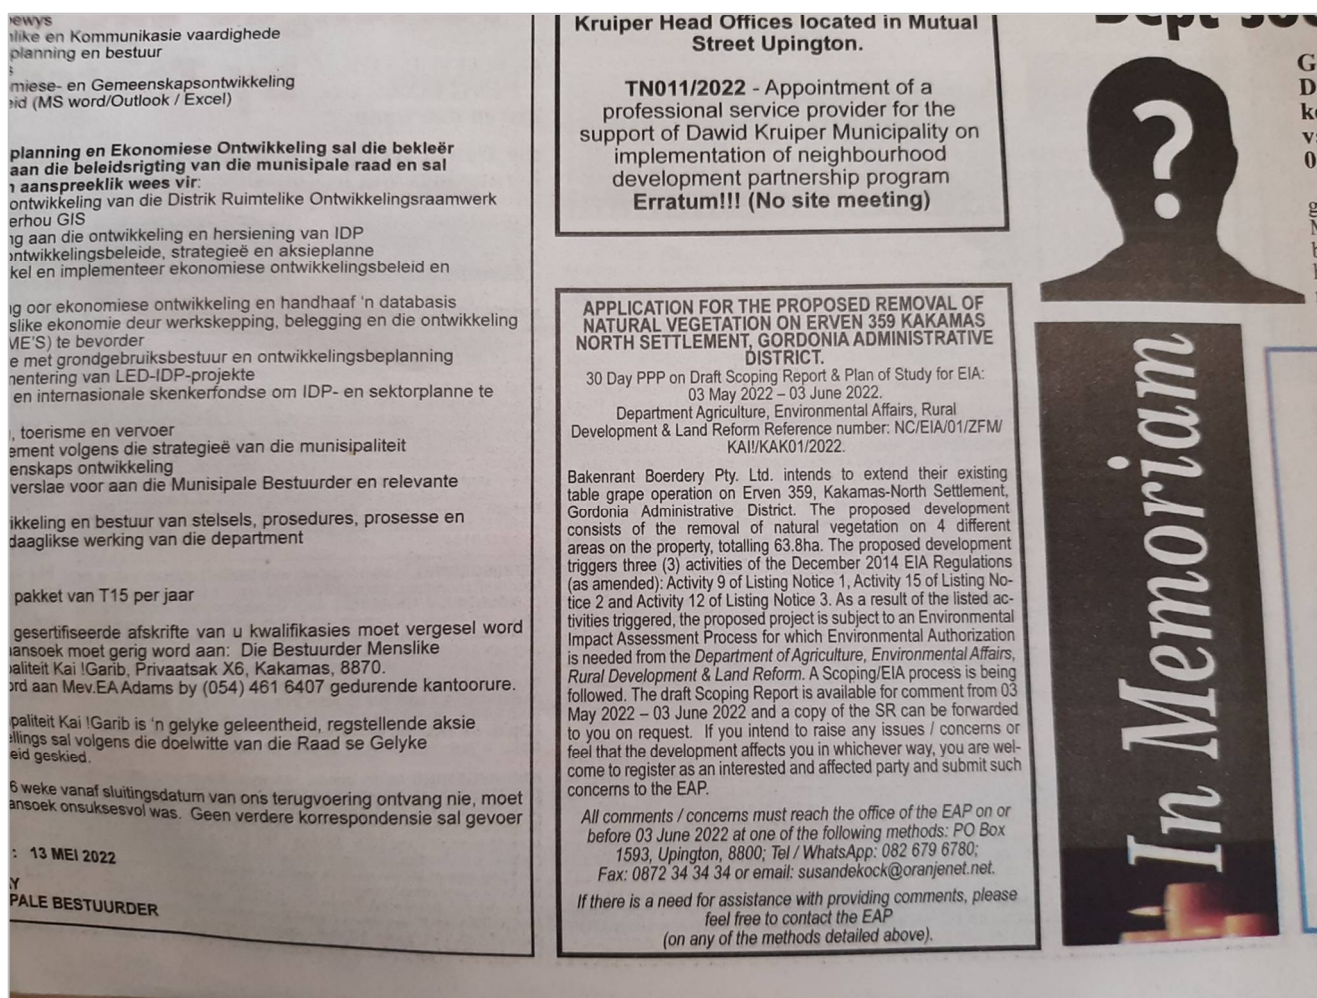 like en Kommunikasie vaardighede
planning en bestuur
en Gemeenskapsontwikkeling
(MS word/Outlook / Excel)
planning en Ekonomiese Ontwikkeling sal die bekleër
aan die beleidsrigting van die munisipale raad en sal
aanspreeklik wees vir:
ontwikkeling van die Distrik Ruimtelike Ontwikkelingsraamwerk
GIS
aan die ontwikkeling en hersiening van IDP
ontwikkelingsbeleide, strategieë en aksieplanne
kel en implementeer ekonomiese ontwikkelingsbeleid en
oor ekonomiese ontwikkeling en handhaaf 'n databasis
slike ekonomie deur werkskepping, belegging en die ontwikkeling
ME'S) te bevorder
e met grondgebruiksbestuur en ontwikkelingsbeplanning
van LED-IDP-projekte
en internasionale skenkerfondse om IDP- en sektorplanne te
, toerisme en vervoer
ement volgens die strategieë van die munisipaliteit
enskaps ontwikkeling
verslae voor aan die Munisipale Bestuurder en relevante
ikkeling en bestuur van stelsels, prosedures, prosesse en
daaglikse werking van die department
pakket van T15 per jaar
gesertifiseerde afskrifte van u kwalifikasies moet vergesel word
moet gerig word aan: Die Bestuurder Menslike
paliteit Kai !Garib, Privaatsak X6, Kakamas, 8870.
aan Mev.EA Adams by (054) 461 6407 gedurende kantoorure.
paliteit Kai !Garib is 'n gelyke geleentheid, regstellende aksie
llings sal volgens die doelwitte van die Raad se Gelyke
eid geskied.
6 weke vanaf sluitingsdatum van ons terugvoering ontvang nie, moet
ansoek onsuksesvol was. Geen verdere korrespondensie sal gevoer
: 13 MEI 2022
Y
PALE BESTUURDER
Kruiper Head Offices located in Mutual
Street Upington.
TN011/2022 - Appointment of a
professional service provider for the
support of Dawid Kruiper Municipality on
implementation of neighbourhood
development partnership program
Erratum!!! (No site meeting)
APPLICATION FOR THE PROPOSED REMOVAL OF
NATURAL VEGETATION ON ERVEN 359 KAKAMAS
NORTH SETTLEMENT, GORDONIA ADMINISTRATIVE
DISTRICT.
30 Day PPP on Draft Scoping Report & Plan of Study for EIA:
03 May 2022 – 03 June 2022.
Department Agriculture, Environmental Affairs, Rural
Development & Land Reform Reference number: NC/EIA/01/ZFM/
KAI!/KAK01/2022.
Bakenrant Boerdery Pty. Ltd. intends to extend their existing
table grape operation on Erven 359, Kakamas-North Settlement,
Gordonia Administrative District. The proposed development
consists of the removal of natural vegetation on 4 different
areas on the property, totalling 63.8ha. The proposed development
triggers three (3) activities of the December 2014 EIA Regulations
(as amended): Activity 9 of Listing Notice 1, Activity 15 of Listing No-
tice 2 and Activity 12 of Listing Notice 3. As a result of the listed ac-
tivities triggered, the proposed project is subject to an Environmental
Impact Assessment Process for which Environmental Authorization
is needed from the Department of Agriculture, Environmental Affairs,
Rural Development & Land Reform. A Scoping/EIA process is being
followed. The draft Scoping Report is available for comment from 03
May 2022 – 03 June 2022 and a copy of the SR can be forwarded
to you on request. If you intend to raise any issues / concerns or
feel that the development affects you in whichever way, you are wel-
come to register as an interested and affected party and submit such
concerns to the EAP.
All comments / concerns must reach the office of the EAP on or
before 03 June 2022 at one of the following methods: PO Box
1593, Upington, 8800; Tel / WhatsApp: 082 679 6780;
Fax: 0872 34 34 34 or email: susandekock@oranjenet.net.
If there is a need for assistance with providing comments, please
feel free to contact the EAP
(on any of the methods detailed above).
?
In Memoriam